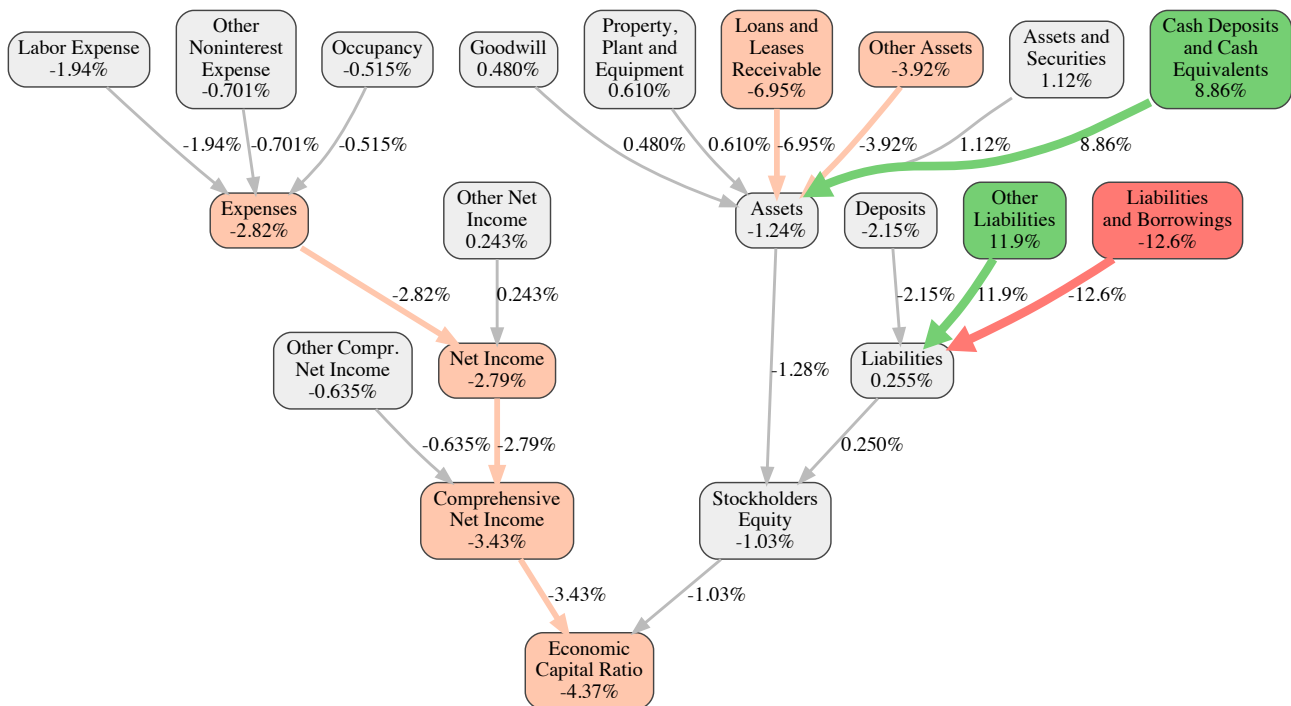 Labor Expense
-1.94%
Other
Noninterest
Expense
-0.701%
Occupancy
-0.515%
Goodwill
0.480%
Property,
Plant and
Equipment
0.610%
Loans and
Leases
Receivable
-6.95%
Other Assets
-3.92%
Assets and
Securities
1.12%
Cash Deposits
and Cash
Equivalents
8.86%
-1.94%
-0.701%
-0.515%
0.480%
0.610%
-6.95%
-3.92%
1.12%
8.86%
Expenses
-2.82%
Other Net
Income
0.243%
Assets
-1.24%
Deposits
-2.15%
Other
Liabilities
11.9%
Liabilities
and Borrowings
-12.6%
-2.82%
0.243%
-2.15%
11.9%
-12.6%
Other Compr.
Net Income
-0.635%
Net Income
-2.79%
-1.28%
Liabilities
0.255%
-0.635%
-2.79%
0.250%
Comprehensive
Net Income
-3.43%
Stockholders
Equity
-1.03%
-3.43%
-1.03%
Economic
Capital Ratio
-4.37%